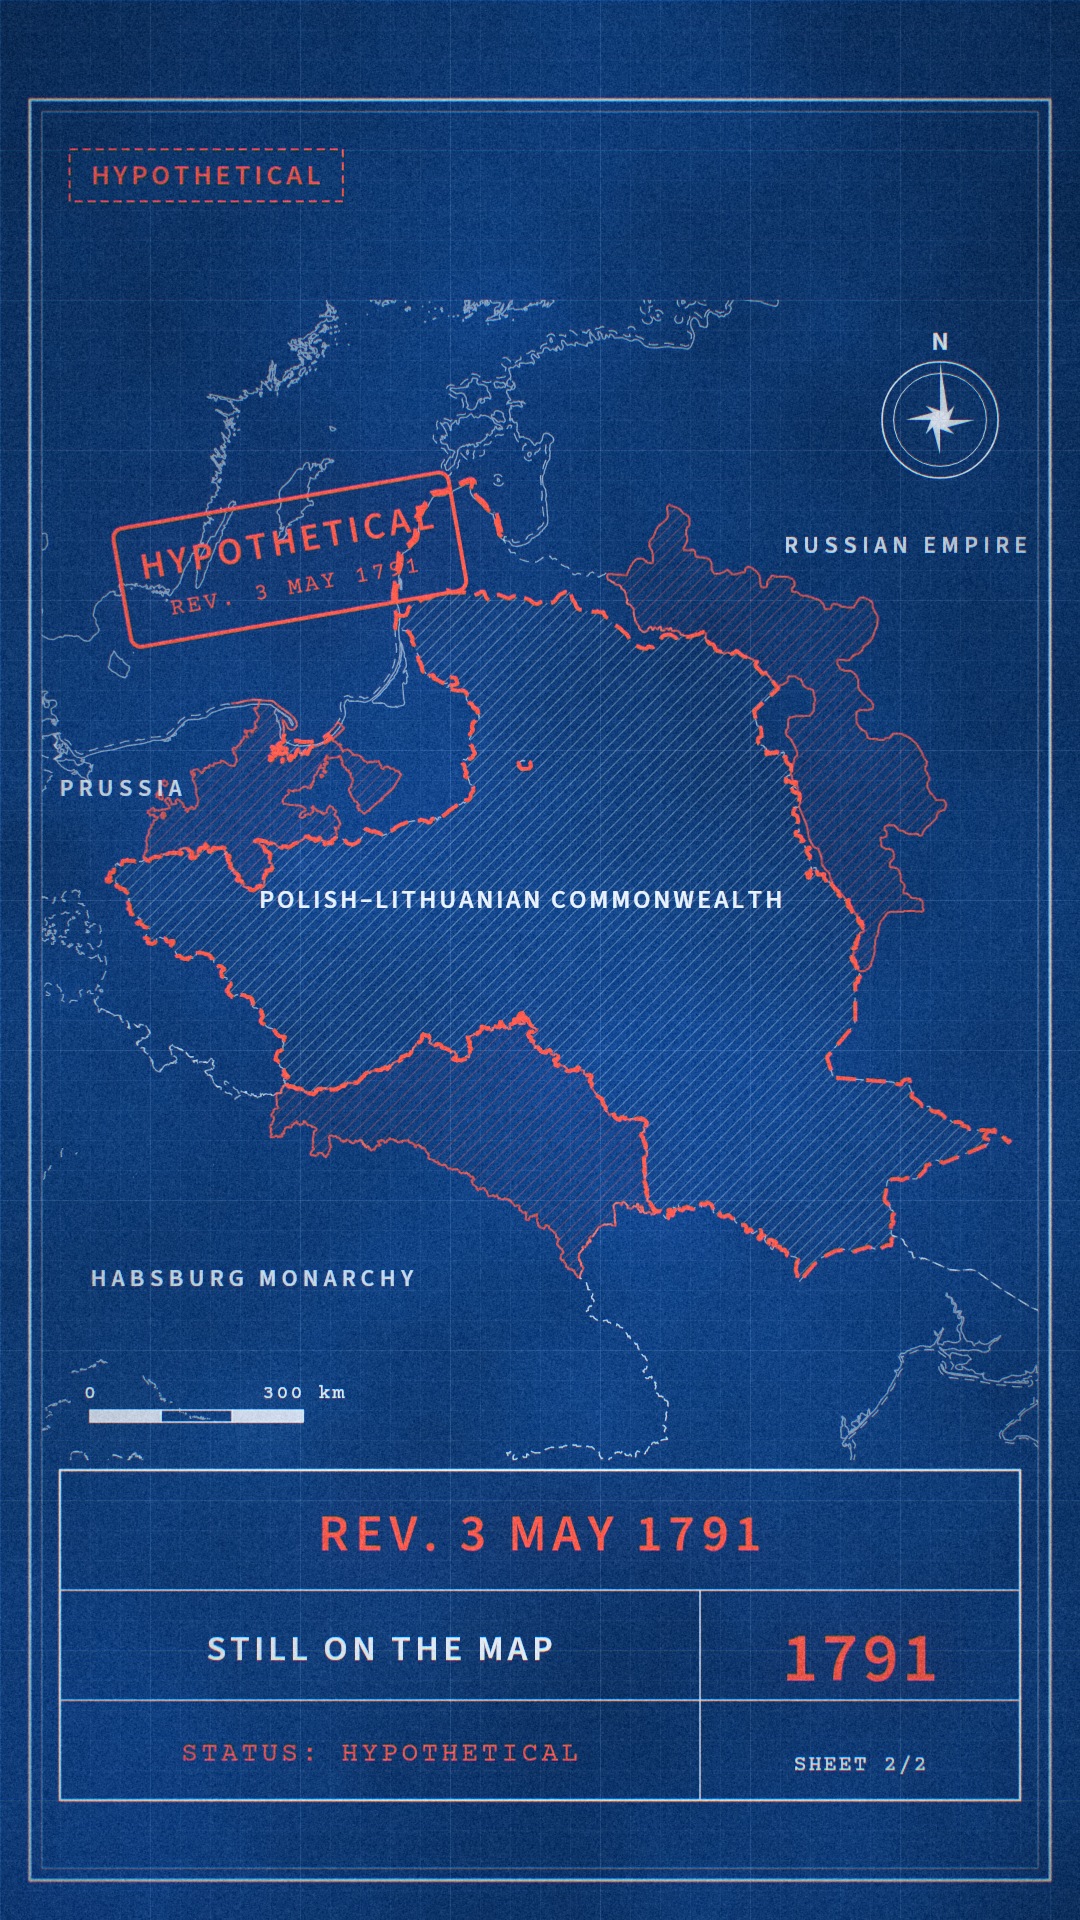 HYPOTHETICAL
N
HYPOTHETICAL
REV. 3 MAY 1791
RUSSIAN EMPIRE
PRUSSIA
POLISH–LITHUANIAN COMMONWEALTH
HABSBURG MONARCHY
0 300 km
REV. 3 MAY 1791
STILL ON THE MAP
1791
STATUS: HYPOTHETICAL
SHEET 2/2